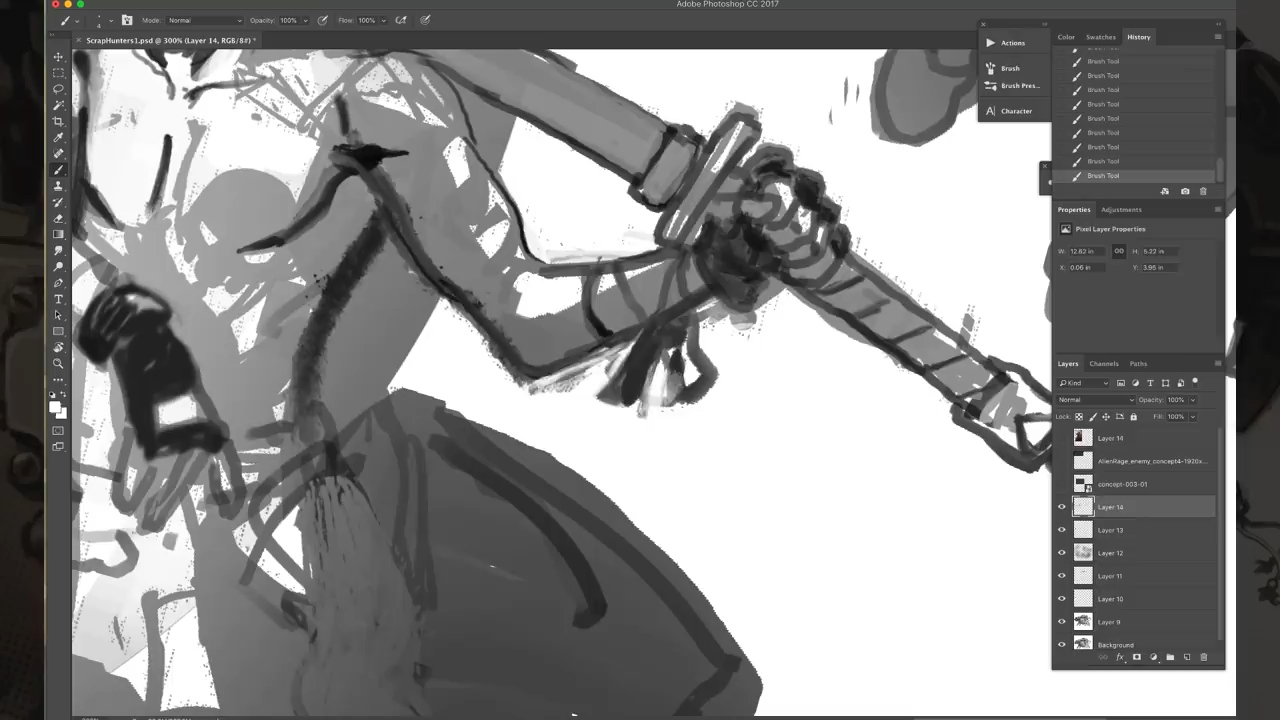 Adobe Photoshop CC 2017
Mode: Normal Opacity: 100% Flow: 100%
ScrapHunters1.psd @ 300% (Layer 14, RGB/8#) *
Actions
Brush
Brush Pres...
Character
Color Swatches History
Brush Tool
Brush Tool
Brush Tool
Brush Tool
Brush Tool
Brush Tool
Brush Tool
Brush Tool
Brush Tool
Properties Adjustments
Pixel Layer Properties
W: 12.62 in H: 5.22 in
X: 0.06 in Y: 3.95 in
Layers Channels Paths
Kind
Normal Opacity: 100%
Lock: Fill: 100%
Layer 14
AlienRage_enemy_concept4-1920x...
concept-003-01
Layer 14
Layer 13
Layer 12
Layer 11
Layer 10
Layer 9
Background
fx